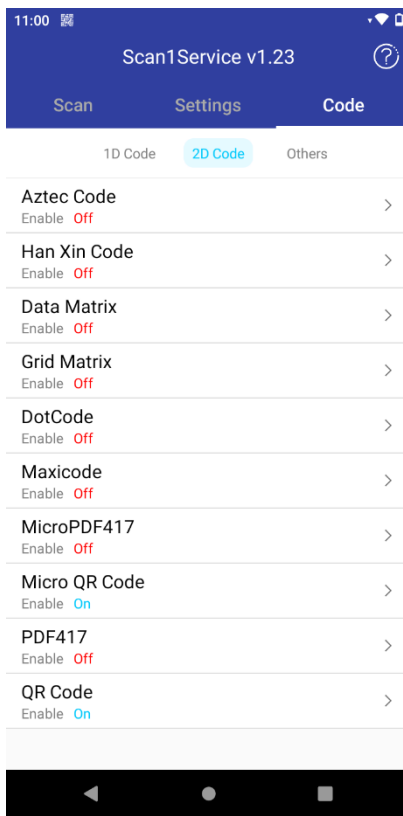 11:00
Scan1Service v1.23
Scan Settings Code
1D Code 2D Code Others
Aztec Code
Enable Off
Han Xin Code
Enable Off
Data Matrix
Enable Off
Grid Matrix
Enable Off
DotCode
Enable Off
Maxicode
Enable Off
MicroPDF417
Enable Off
Micro QR Code
Enable On
PDF417
Enable Off
QR Code
Enable On